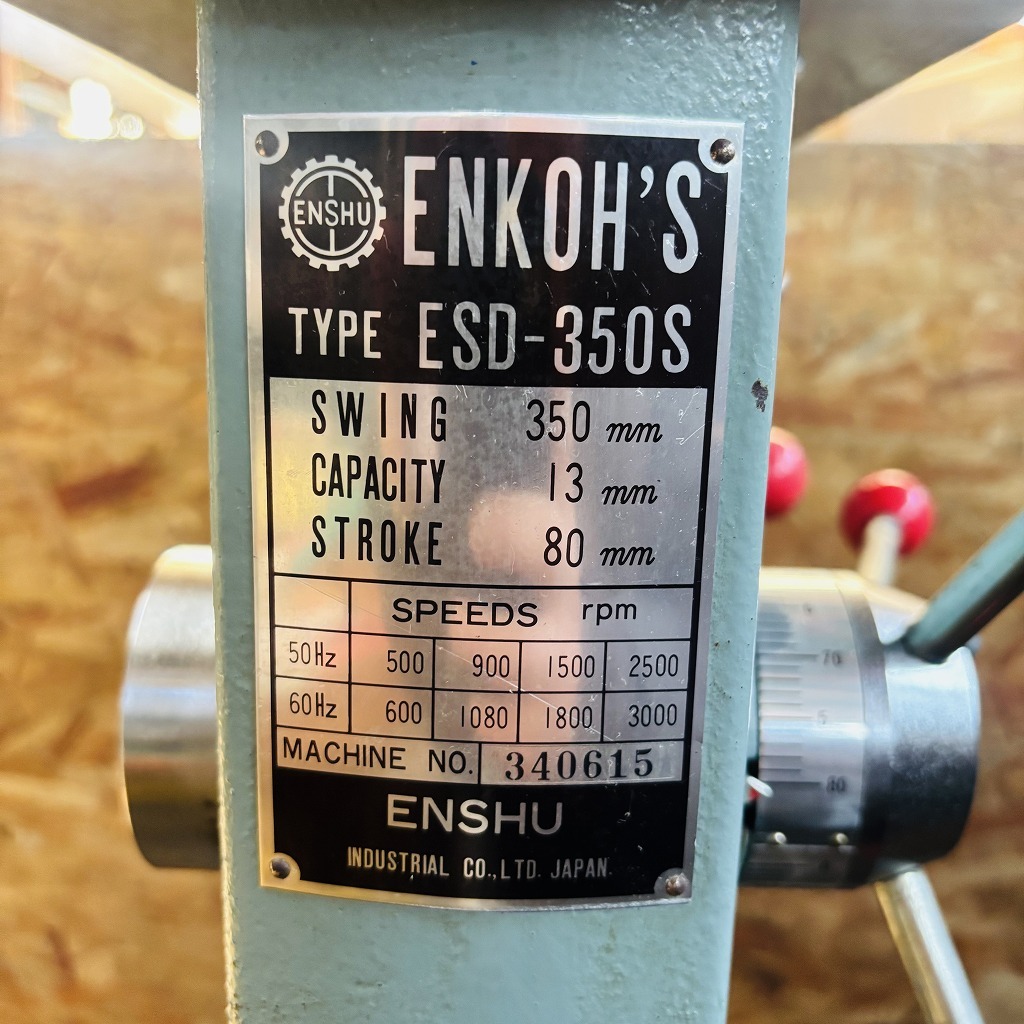 ENSHU
ENKOH'S
TYPE ESD-350S
SWING 350 mm
CAPACITY 13 mm
STROKE 80 mm
SPEEDS rpm
50Hz 500 900 1500 2500
60Hz 600 1080 1800 3000
MACHINE NO. 340615
ENSHU
INDUSTRIAL CO.,LTD. JAPAN.
5